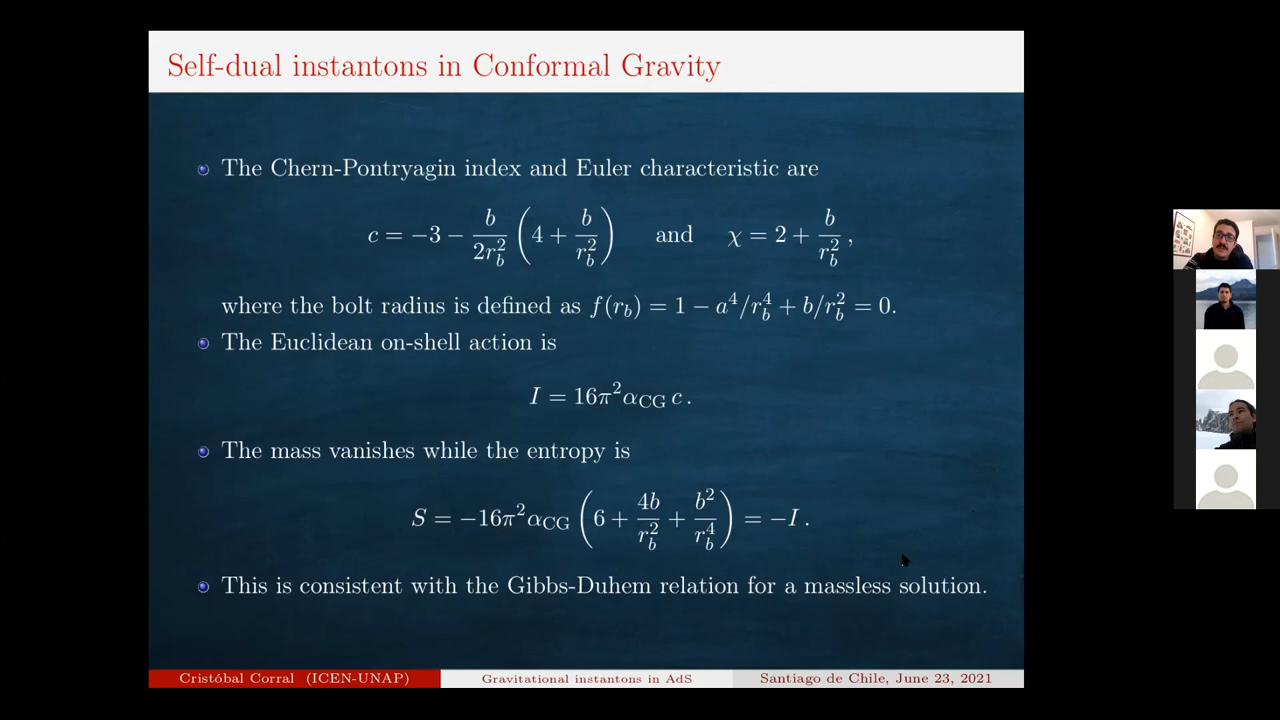 Self-dual instantons in Conformal Gravity
The Chern-Pontryagin index and Euler characteristic are
c = −3 − b/2r_b^2 (4 + b/r_b^2) and χ = 2 + b/r_b^2 ,
where the bolt radius is defined as f(r_b) = 1 − a^4/r_b^4 + b/r_b^2 = 0.
The Euclidean on-shell action is
I = 16π^2 α_CG c .
The mass vanishes while the entropy is
S = −16π^2 α_CG (6 + 4b/r_b^2 + b^2/r_b^4) = −I .
This is consistent with the Gibbs-Duhem relation for a massless solution.
Cristóbal Corral (ICEN-UNAP) Gravitational instantons in AdS Santiago de Chile, June 23, 2021